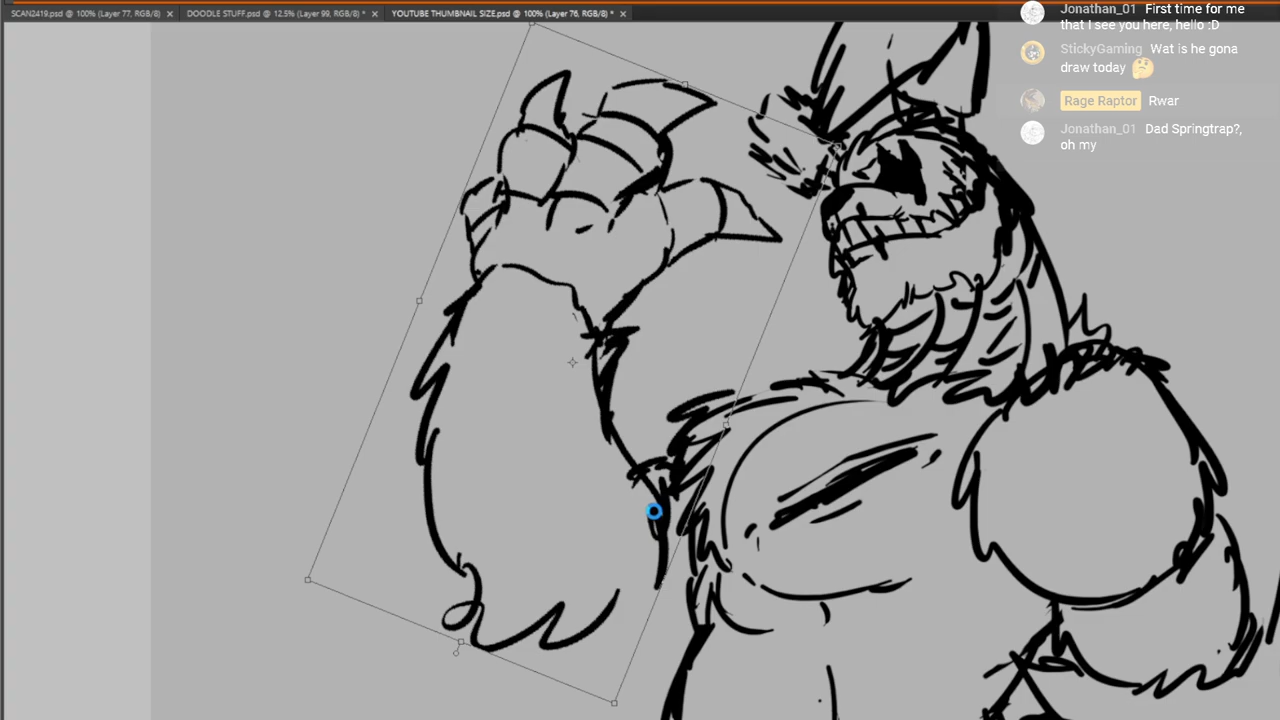 SCAN2419.psd @ 100% (Layer 77, RGB/8)
DOODLE STUFF.psd @ 12.5% (Layer 99, RGB/8) *
YOUTUBE THUMBNAIL SIZE.psd @ 100% (Layer 76, RGB/8) *
Jonathan_01 First time for me
that I see you here, hello :D
StickyGaming Wat is he gona
draw today
Rage Raptor Rwar
Jonathan_01 Dad Springtrap?,
oh my